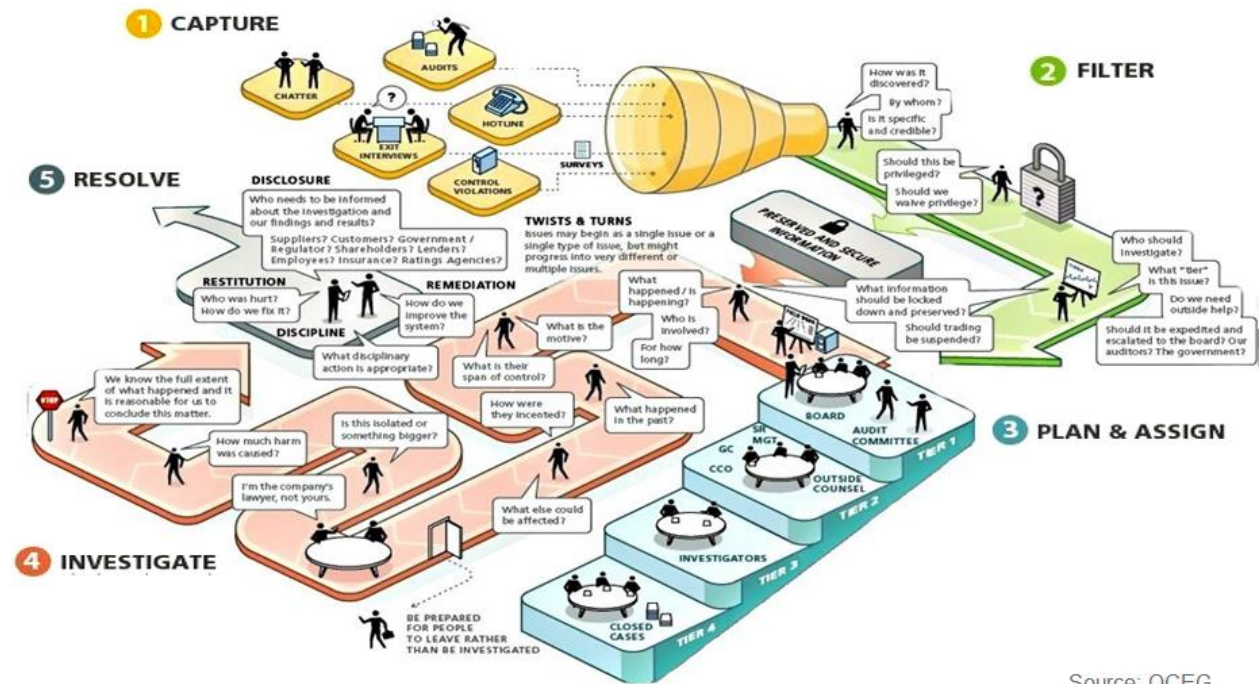 1 CAPTURE
CHATTER
AUDITS
?
EXIT
INTERVIEWS
HOTLINE
CONTROL
VIOLATIONS
SURVEYS
2 FILTER
How was it
discovered?
By whom?
Is it specific
and credible?
Should this be
privileged?
Should we
waive privilege?
?
Who should
investigate?
What "tier"
is this issue?
Do we need
outside help?
Should it be expedited and
escalated to the board? Our
auditors? The government?
What information
should be locked
down and preserved?
Should trading
be suspended?
PRESERVED AND SECURE
INFORMATION
3 PLAN & ASSIGN
BOARD
AUDIT
COMMITTEE
TIER 1
SR
MGT
GC
CCO
OUTSIDE
COUNSEL
TIER 2
INVESTIGATORS
TIER 3
CLOSED
CASES
TIER 4
4 INVESTIGATE
TWISTS & TURNS
Issues may begin as a single issue or a
single type of issue, but might
progress into very different or
multiple issues.
What
happened / is
happening?
Who is
involved?
For how
long?
What is the
motive?
What is their
span of control?
What happened
in the past?
How were
they incented?
What else could
be affected?
BE PREPARED
FOR PEOPLE
TO LEAVE RATHER
THAN BE INVESTIGATED
I'm the company's
lawyer, not yours.
Is this isolated or
something bigger?
How much harm
was caused?
We know the full extent
of what happened and it
is reasonable for us to
conclude this matter.
STOP
5 RESOLVE
DISCLOSURE
Who needs to be informed
about the investigation and
our findings and results?
Suppliers? Customers? Government /
Regulator? Shareholders? Lenders?
Employees? Insurance? Ratings Agencies?
RESTITUTION
Who was hurt?
How do we fix it?
REMEDIATION
How do we
improve the
system?
DISCIPLINE
What disciplinary
action is appropriate?
Source: OCEG